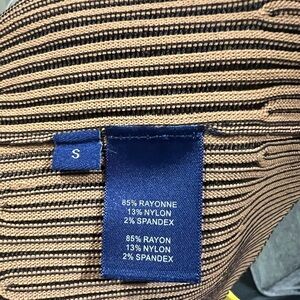 S
85% RAYONNE
13% NYLON
2% SPANDEX
85% RAYON
13% NYLON
2% SPANDEX